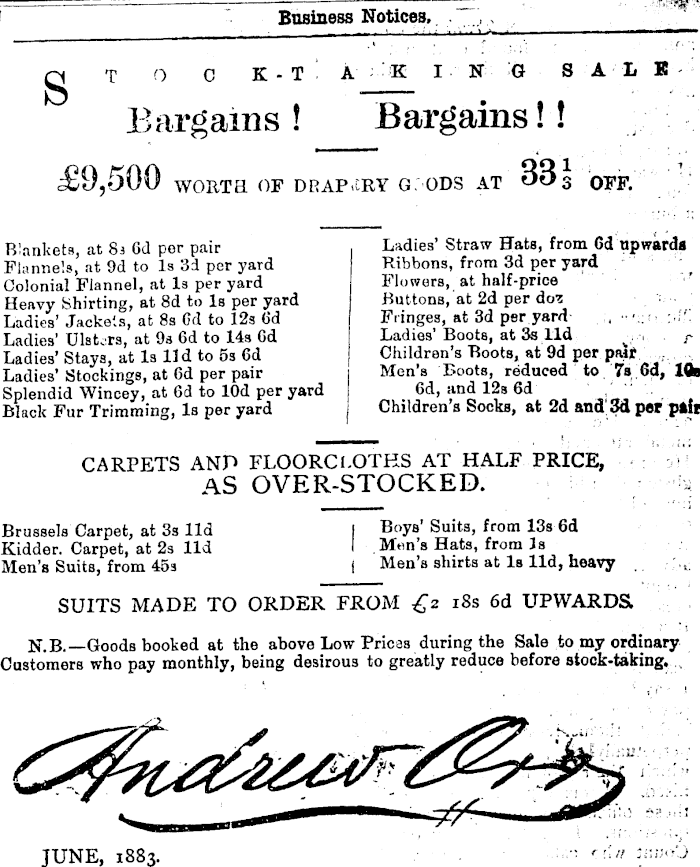 Business Notices.
STOCK-TAKING SALE
Bargains! Bargains!!
£9,500 WORTH OF DRAPERY GOODS AT 33 1/3 OFF.
Blankets, at 8s 6d per pair
Flannels, at 9d to 1s 3d per yard
Colonial Flannel, at 1s per yard
Heavy Shirting, at 8d to 1s per yard
Ladies' Jackets, at 8s 6d to 12s 6d
Ladies' Ulsters, at 9s 6d to 14s 6d
Ladies' Stays, at 1s 11d to 5s 6d
Ladies' Stockings, at 6d per pair
Splendid Wincey, at 6d to 10d per yard
Black Fur Trimming, 1s per yard
Ladies' Straw Hats, from 6d upwards
Ribbons, from 3d per yard
Flowers, at half-price
Buttons, at 2d per doz
Fringes, at 3d per yard
Ladies' Boots, at 3s 11d
Children's Boots, at 9d per pair
Men's Boots, reduced to 7s 6d, 10s
6d, and 12s 6d
Children's Socks, at 2d and 3d per pair
CARPETS AND FLOORCLOTHS AT HALF PRICE,
AS OVER-STOCKED.
Brussels Carpet, at 3s 11d
Kidder. Carpet, at 2s 11d
Men's Suits, from 45s
Boys' Suits, from 13s 6d
Men's Hats, from 1s
Men's shirts at 1s 11d, heavy
SUITS MADE TO ORDER FROM £2 18s 6d UPWARDS.
N.B.—Goods booked at the above Low Prices during the Sale to my ordinary
Customers who pay monthly, being desirous to greatly reduce before stock-taking.
Andrew Orr
JUNE, 1883.